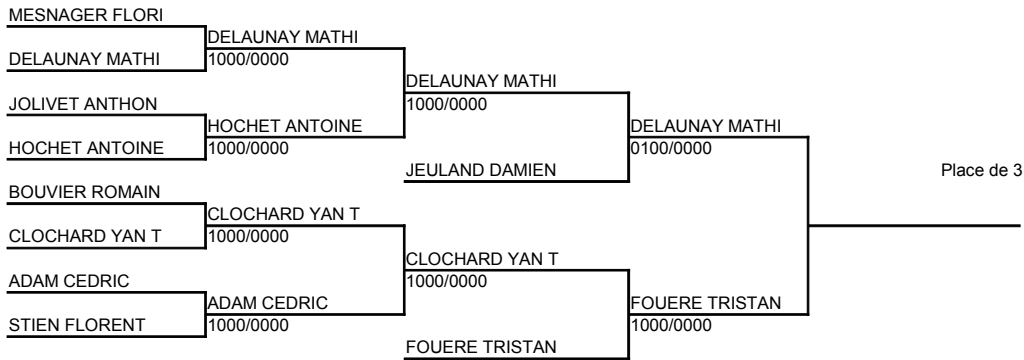 MESNAGER FLORI
DELAUNAY MATHI
DELAUNAY MATHI
1000/0000
DELAUNAY MATHI
1000/0000
JOLIVET ANTHON
HOCHET ANTOINE
HOCHET ANTOINE
1000/0000
DELAUNAY MATHI
0100/0000
JEULAND DAMIEN
Place de 3
BOUVIER ROMAIN
CLOCHARD YAN T
CLOCHARD YAN T
1000/0000
CLOCHARD YAN T
1000/0000
ADAM CEDRIC
STIEN FLORENT
ADAM CEDRIC
1000/0000
FOUERE TRISTAN
1000/0000
FOUERE TRISTAN